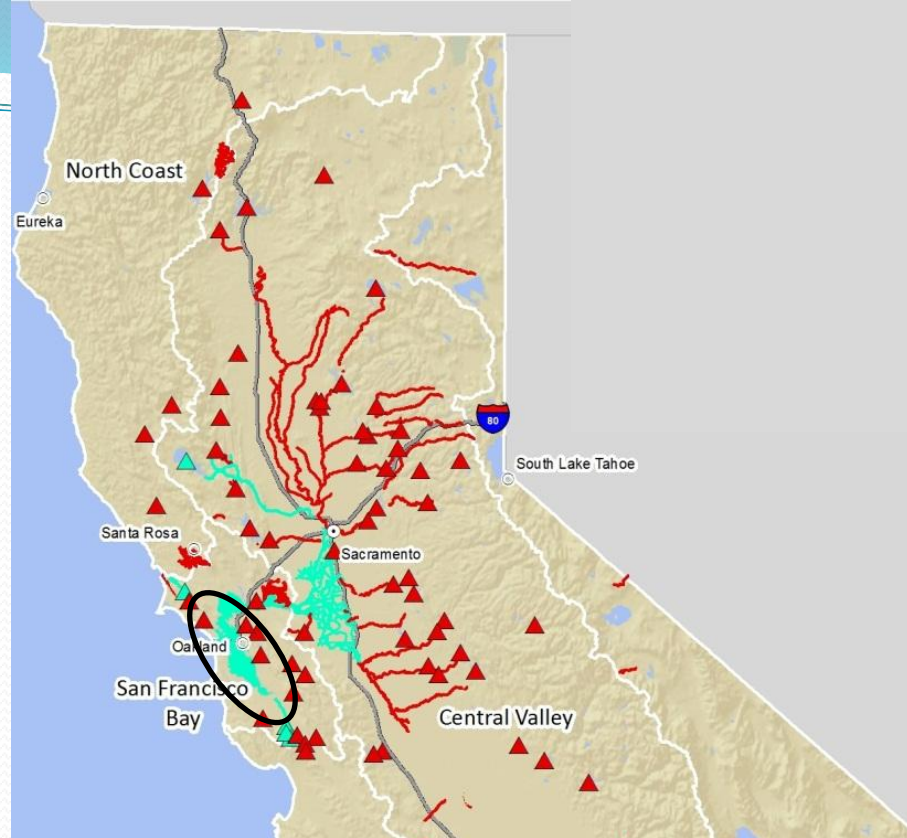 North Coast
Eureka
80
South Lake Tahoe
Santa Rosa
Sacramento
Oakland
San Francisco
Bay
Central Valley